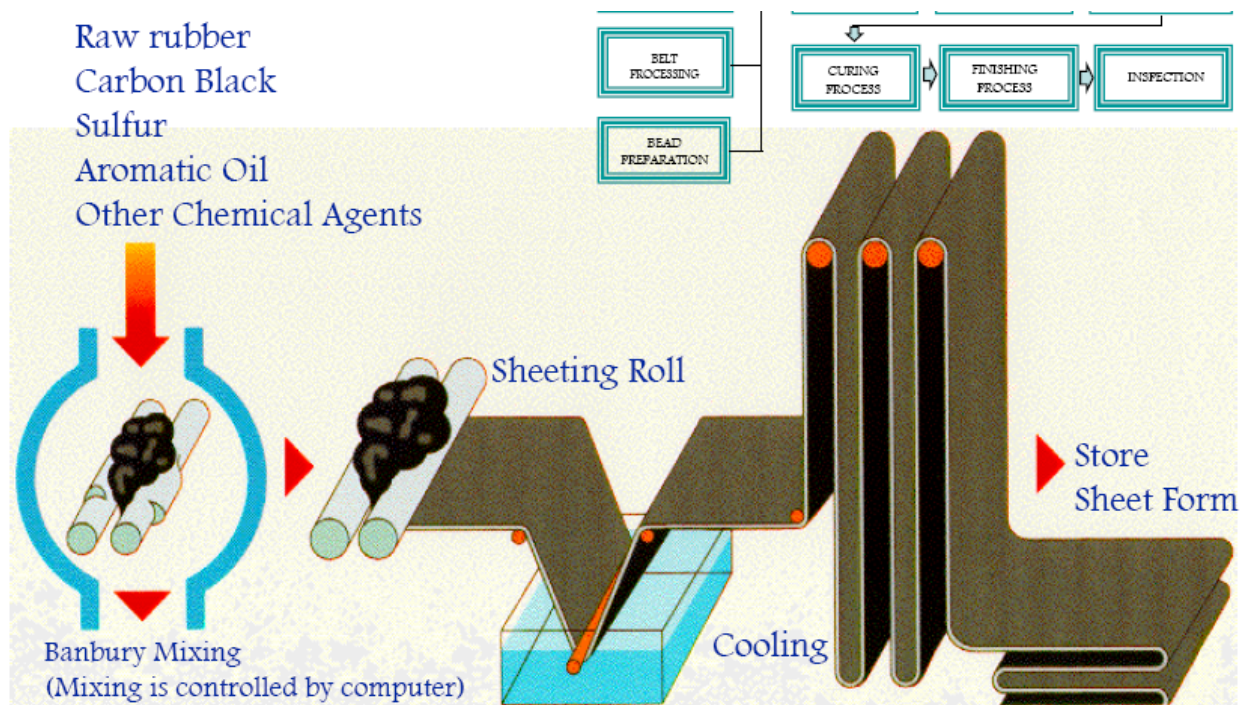 Raw rubber
Carbon Black
Sulfur
Aromatic Oil
Other Chemical Agents
BELT
PROCESSING
BEAD
PREPARATION
CURING
PROCESS
FINISHING
PROCESS
INSPECTION
Sheeting Roll
Store
Sheet Form
Cooling
Banbury Mixing
(Mixing is controlled by computer)